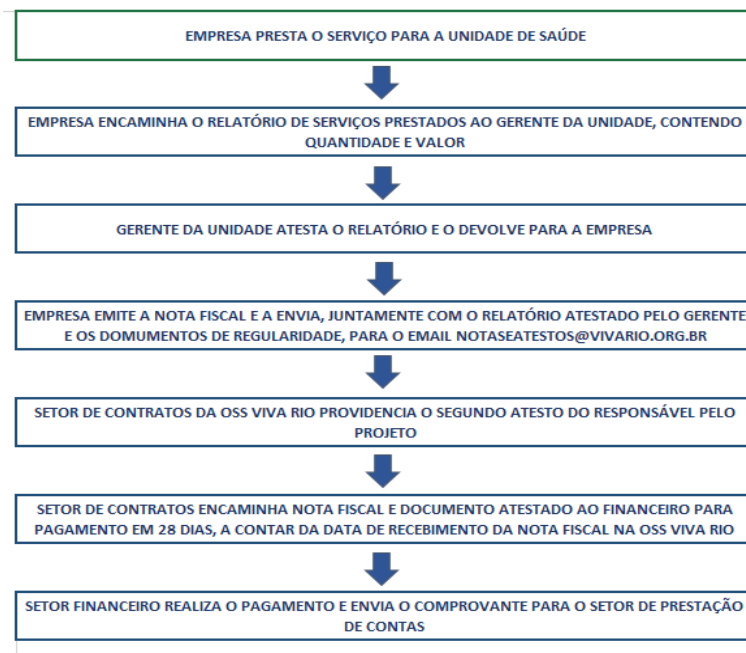 EMPRESA PRESTA O SERVIÇO PARA A UNIDADE DE SAÚDE
EMPRESA ENCAMINHA O RELATÓRIO DE SERVIÇOS PRESTADOS AO GERENTE DA UNIDADE, CONTENDO
QUANTIDADE E VALOR
GERENTE DA UNIDADE ATESTA O RELATÓRIO E O DEVOLVE PARA A EMPRESA
EMPRESA EMITE A NOTA FISCAL E A ENVIA, JUNTAMENTE COM O RELATÓRIO ATESTADO PELO GERENTE
E OS DOMUMENTOS DE REGULARIDADE, PARA O EMAIL NOTASEATESTOS@VIVARIO.ORG.BR
SETOR DE CONTRATOS DA OSS VIVA RIO PROVIDENCIA O SEGUNDO ATESTO DO RESPONSÁVEL PELO
PROJETO
SETOR DE CONTRATOS ENCAMINHA NOTA FISCAL E DOCUMENTO ATESTADO AO FINANCEIRO PARA
PAGAMENTO EM 28 DIAS, A CONTAR DA DATA DE RECEBIMENTO DA NOTA FISCAL NA OSS VIVA RIO
SETOR FINANCEIRO REALIZA O PAGAMENTO E ENVIA O COMPROVANTE PARA O SETOR DE PRESTAÇÃO
DE CONTAS